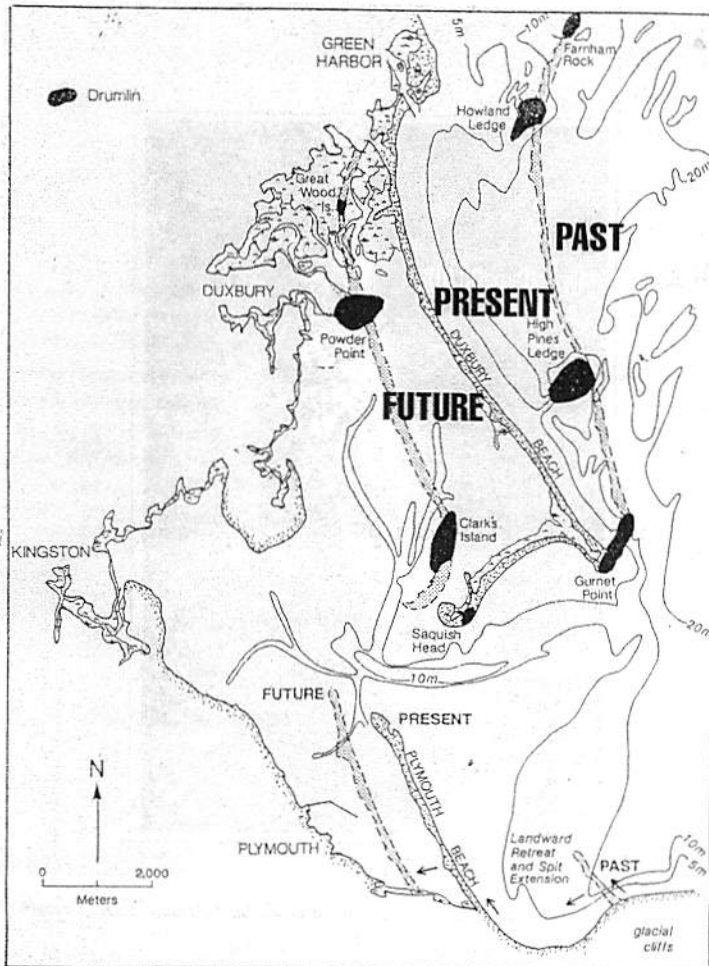 5m
10m
GREEN
HARBOR
Farnham
Rock
Drumlin
Howland
Ledge
20m
Great
Wood
Is.
PAST
PRESENT
DUXBURY
High
Pines
Ledge
Powder
Point
DUXBURY
FUTURE
BEACH
Clark's
Island
KINGSTON
Gurnet
Point
Saquish
Head
20m
10m
FUTURE
PRESENT
N
PLYMOUTH
BEACH
PLYMOUTH
Landward
Retreat
and Spit
Extension
PAST
10m
5m
0 2,000
Meters
glacial
cliffs